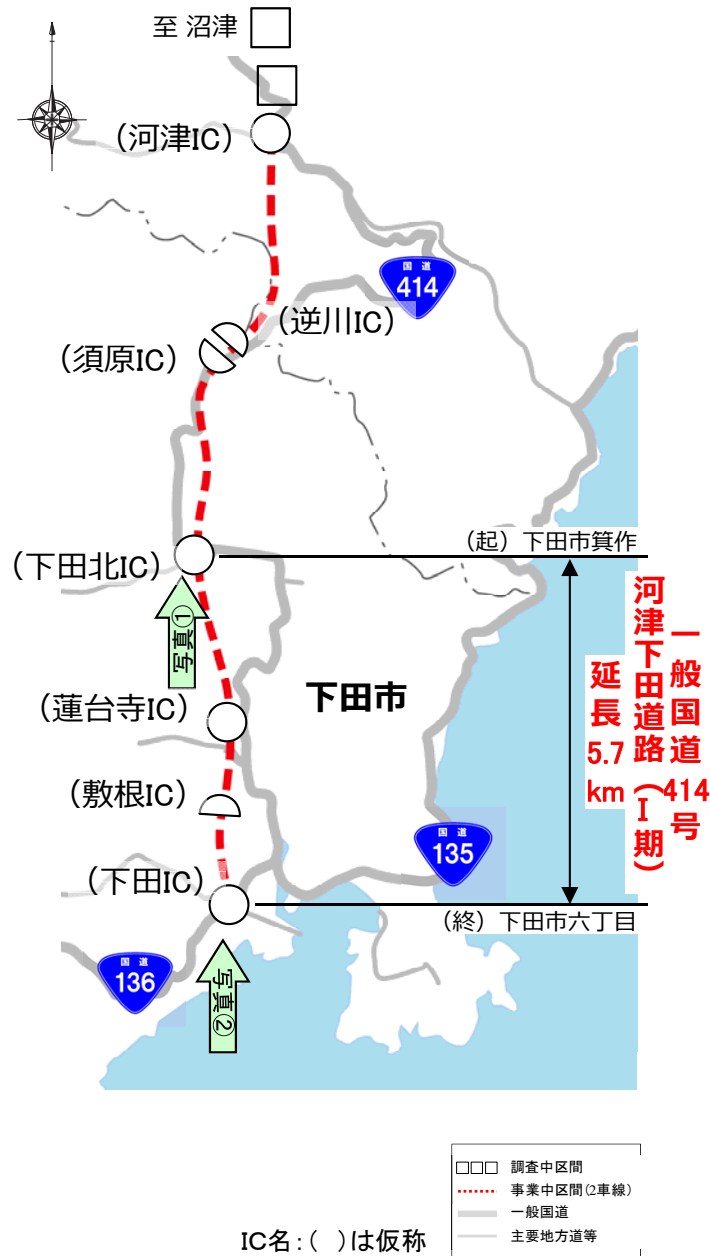 至 沼津
（河津IC）
国道
414
（逆川IC）
（須原IC）
（起）下田市箕作
（下田北IC）
写真①
一般国道414号
河津下田道路（Ⅰ期）
延長5.7km
下田市
（蓮台寺IC）
（敷根IC）
国道
135
（下田IC）
（終）下田市六丁目
国道
136
写真②
調査中区間
事業中区間(2車線)
一般国道
主要地方道等
IC名：( )は仮称